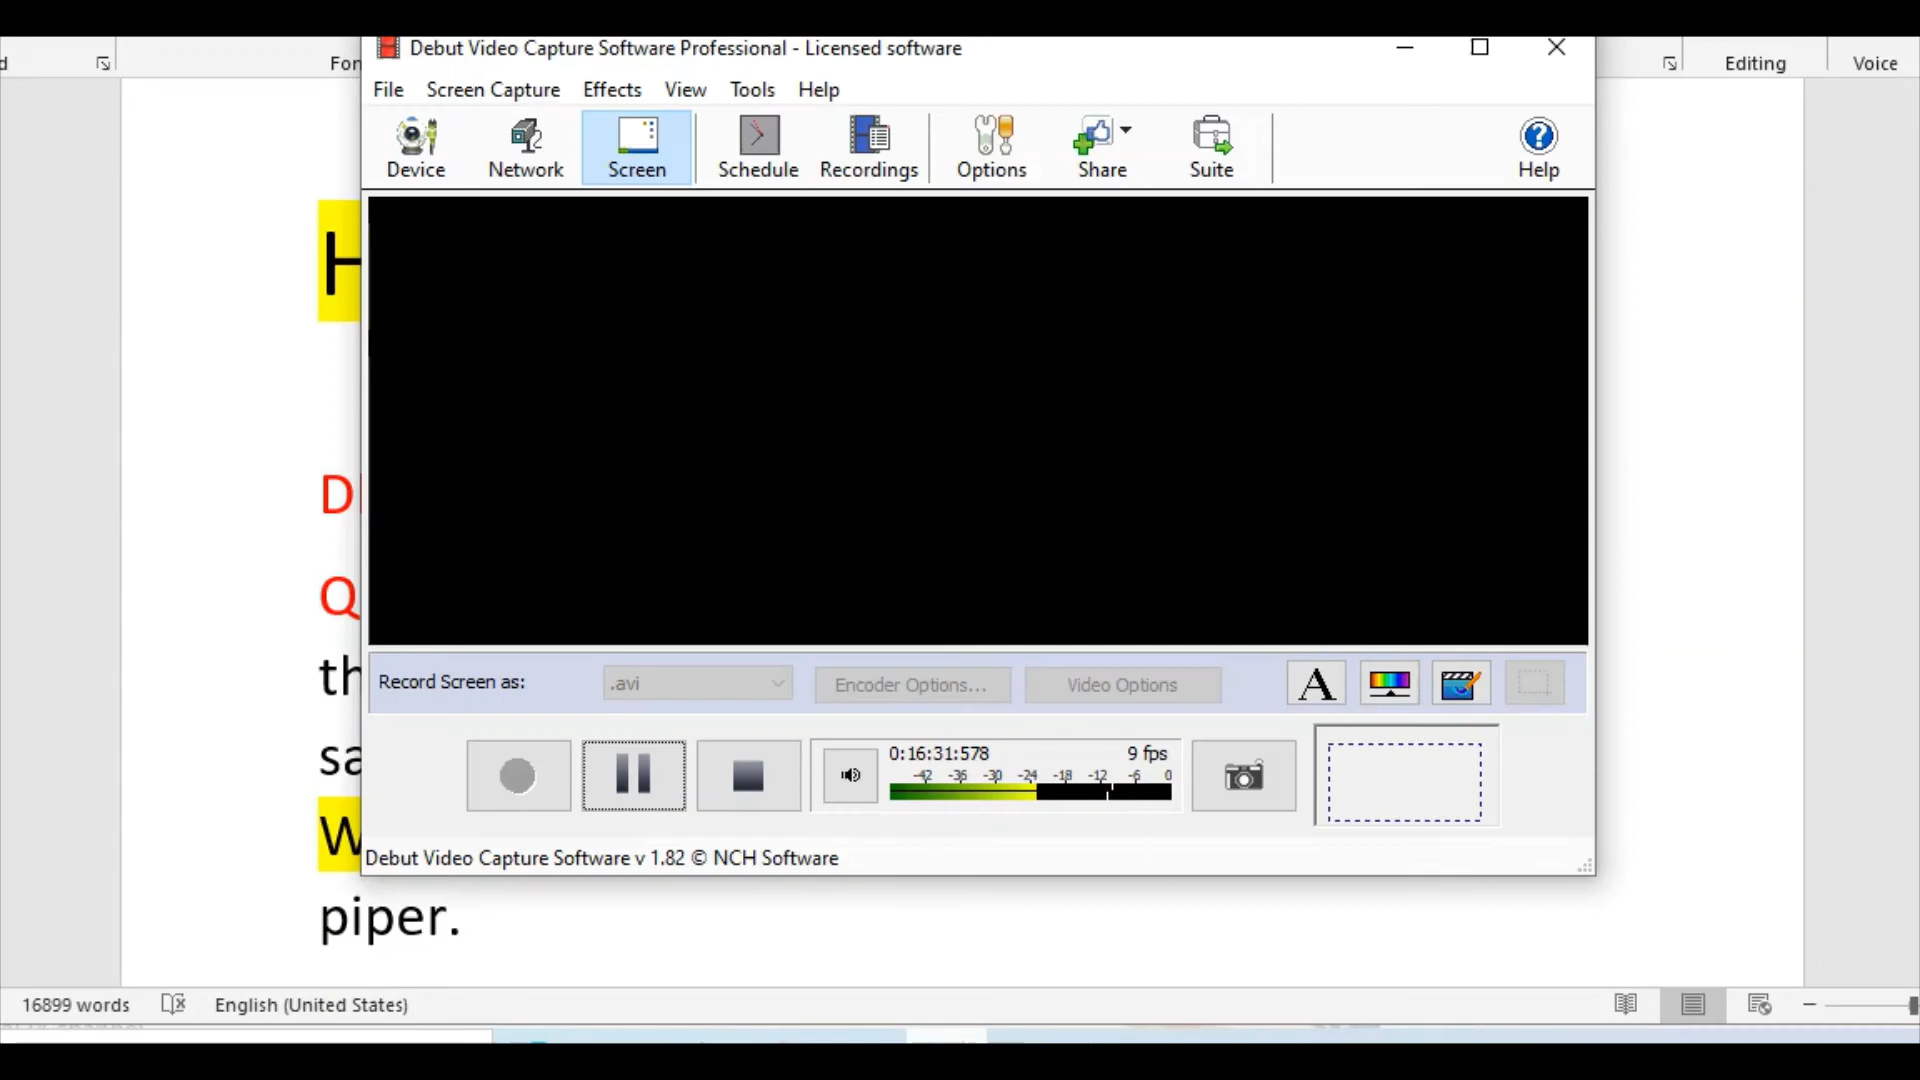 Debut Video Capture Software Professional - Licensed software
File Screen Capture Effects View Tools Help
Device Network Screen Schedule Recordings Options Share Suite Help
Editing
Voice
Record Screen as: .avi Encoder Options... Video Options A
0:16:31:578 9 fps
-42 -36 -30 -24 -18 -12 -6 0
Debut Video Capture Software v 1.82 © NCH Software
piper.
16899 words English (United States)